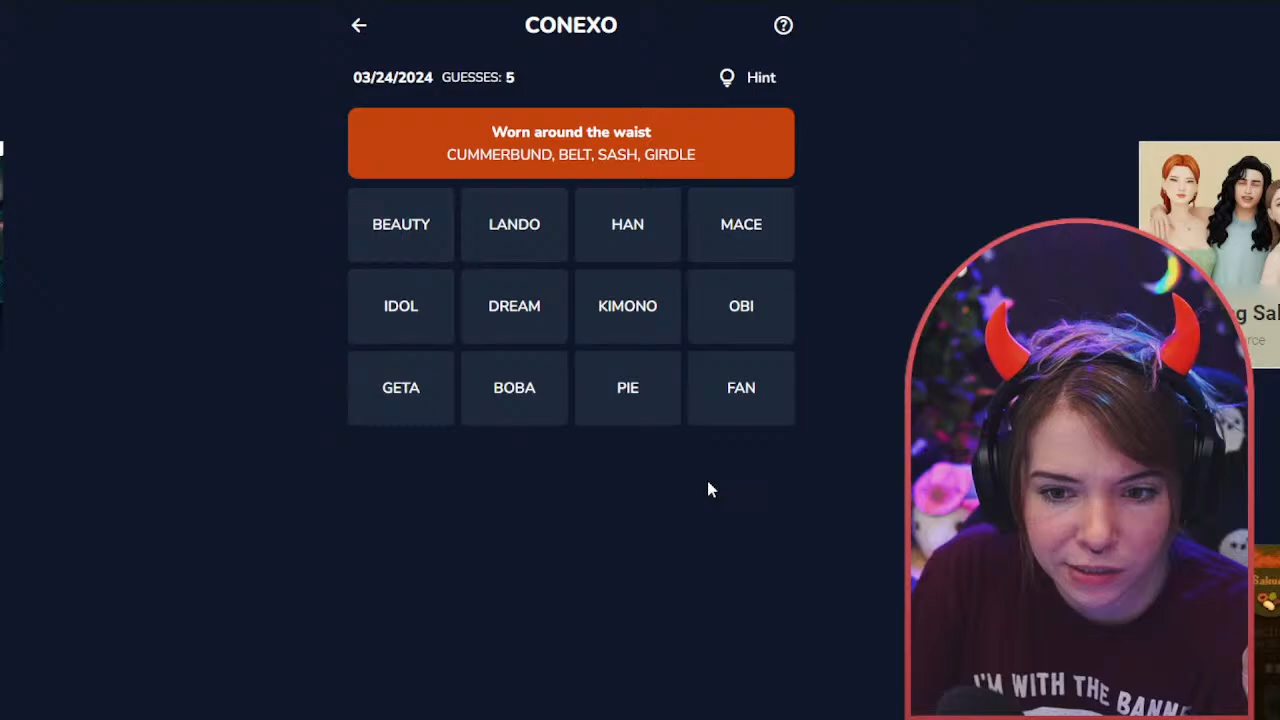 CONEXO
03/24/2024 GUESSES: 5 Hint
Worn around the waist
CUMMERBUND, BELT, SASH, GIRDLE
BEAUTY LANDO HAN MACE
IDOL DREAM KIMONO OBI
GETA BOBA PIE FAN
I'M WITH THE